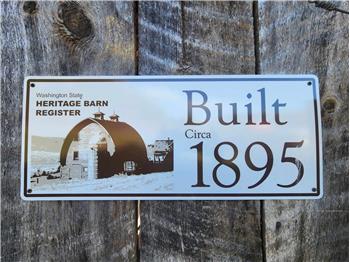 Washington State
HERITAGE BARN
REGISTER
Built
Circa
1895